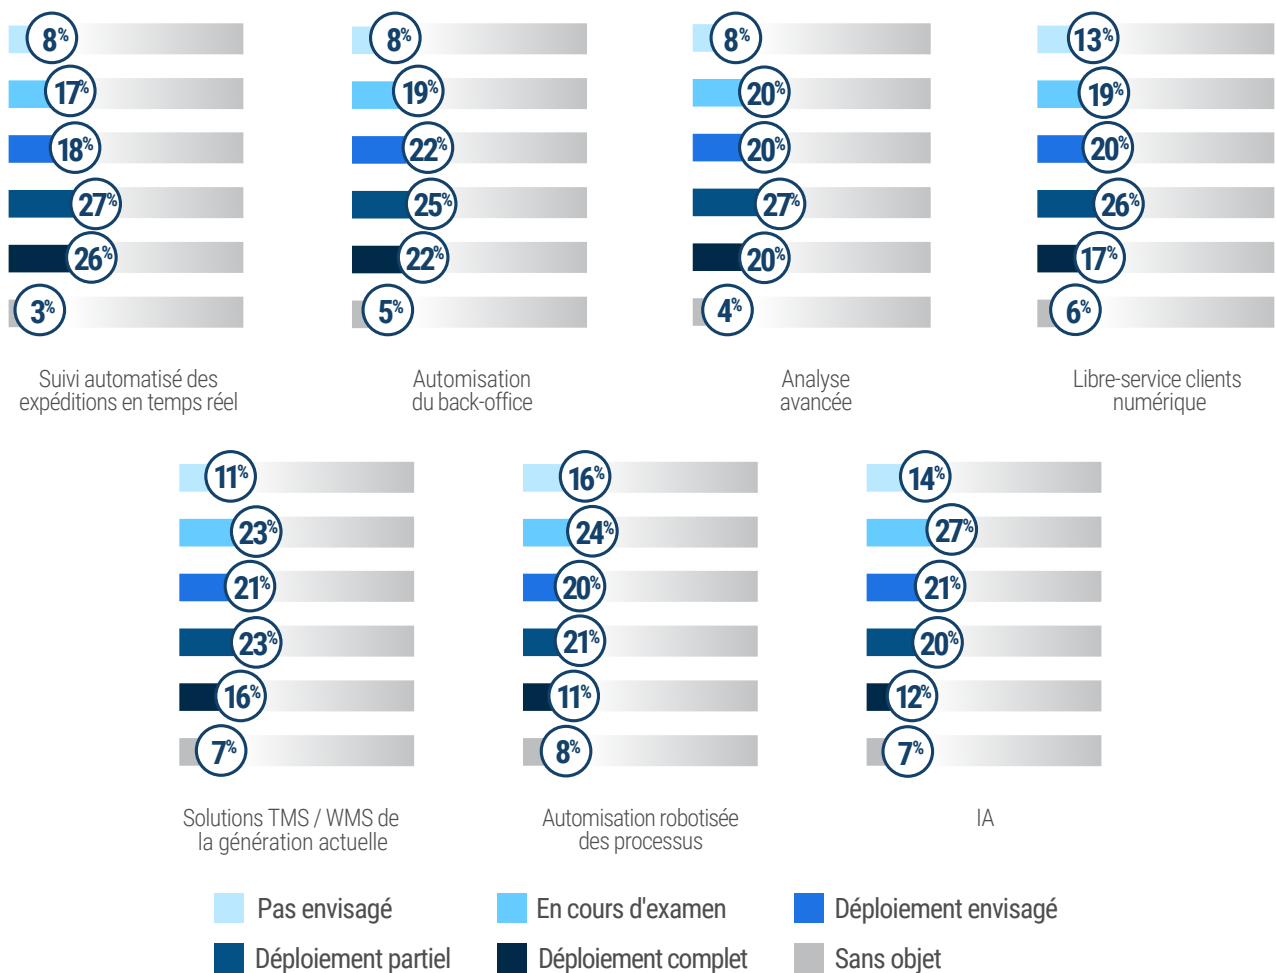 8%
17%
18%
27%
26%
3%
Suivi automatisé des
expéditions en temps réel
8%
19%
22%
25%
22%
5%
Automisation
du back-office
8%
20%
20%
27%
20%
4%
Analyse
avancée
13%
19%
20%
26%
17%
6%
Libre-service clients
numérique
11%
23%
21%
23%
16%
7%
Solutions TMS / WMS de
la génération actuelle
16%
24%
20%
21%
11%
8%
Automisation robotisée
des processus
14%
27%
21%
20%
12%
7%
IA
Pas envisagé
En cours d'examen
Déploiement envisagé
Déploiement partiel
Déploiement complet
Sans objet